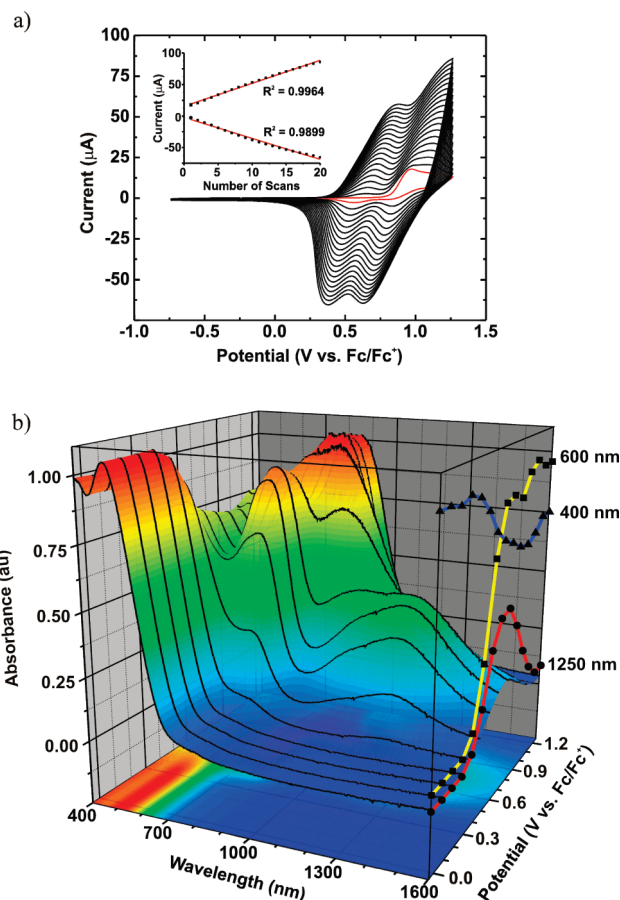 a)
100
75
50
25
0
-25
-50
Current (μA)
-1.0 -0.5 0.0 0.5 1.0 1.5
Potential (V vs. Fc/Fc⁺)
100
50
0
-50
Current (μA)
R² = 0.9964
R² = 0.9899
0 5 10 15 20
Number of Scans
b)
1.00
0.75
0.50
0.25
0.00
Absorbance (au)
400 700 1000 1300 1600
Wavelength (nm)
0.0 0.3 0.6 0.9 1.2
Potential (V vs. Fc/Fc⁺)
600 nm
400 nm
1250 nm